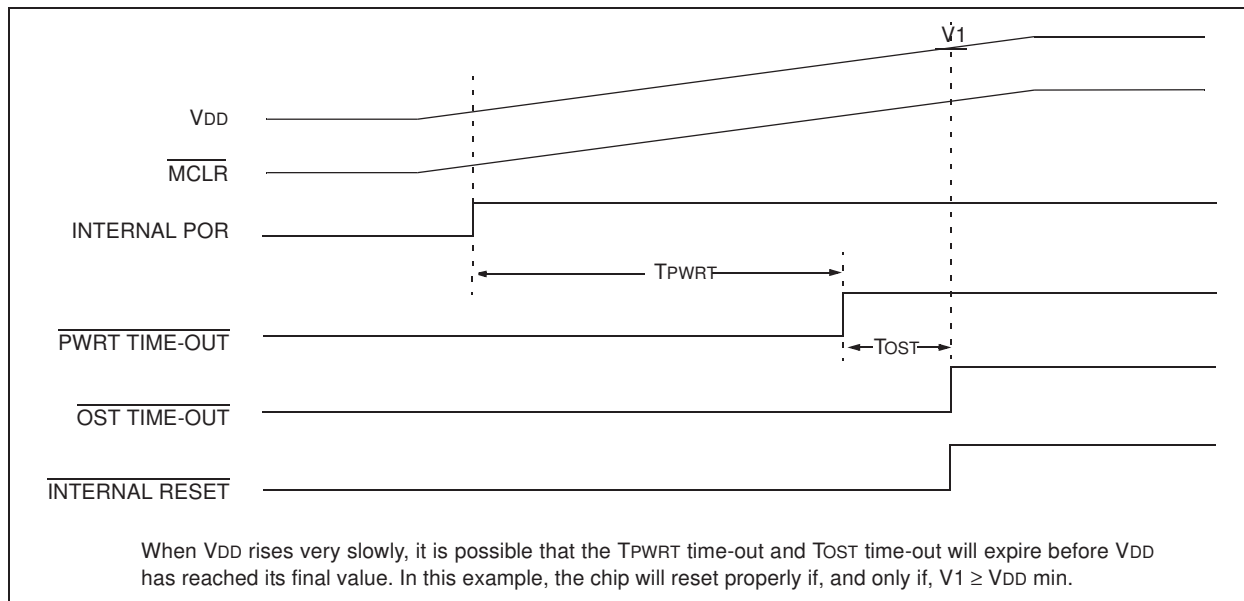 V1
VDD
MCLR
INTERNAL POR
TPWRT
PWRT TIME-OUT
TOST
OST TIME-OUT
INTERNAL RESET
When VDD rises very slowly, it is possible that the TPWRT time-out and TOST time-out will expire before VDD
has reached its final value. In this example, the chip will reset properly if, and only if, V1 ≥ VDD min.